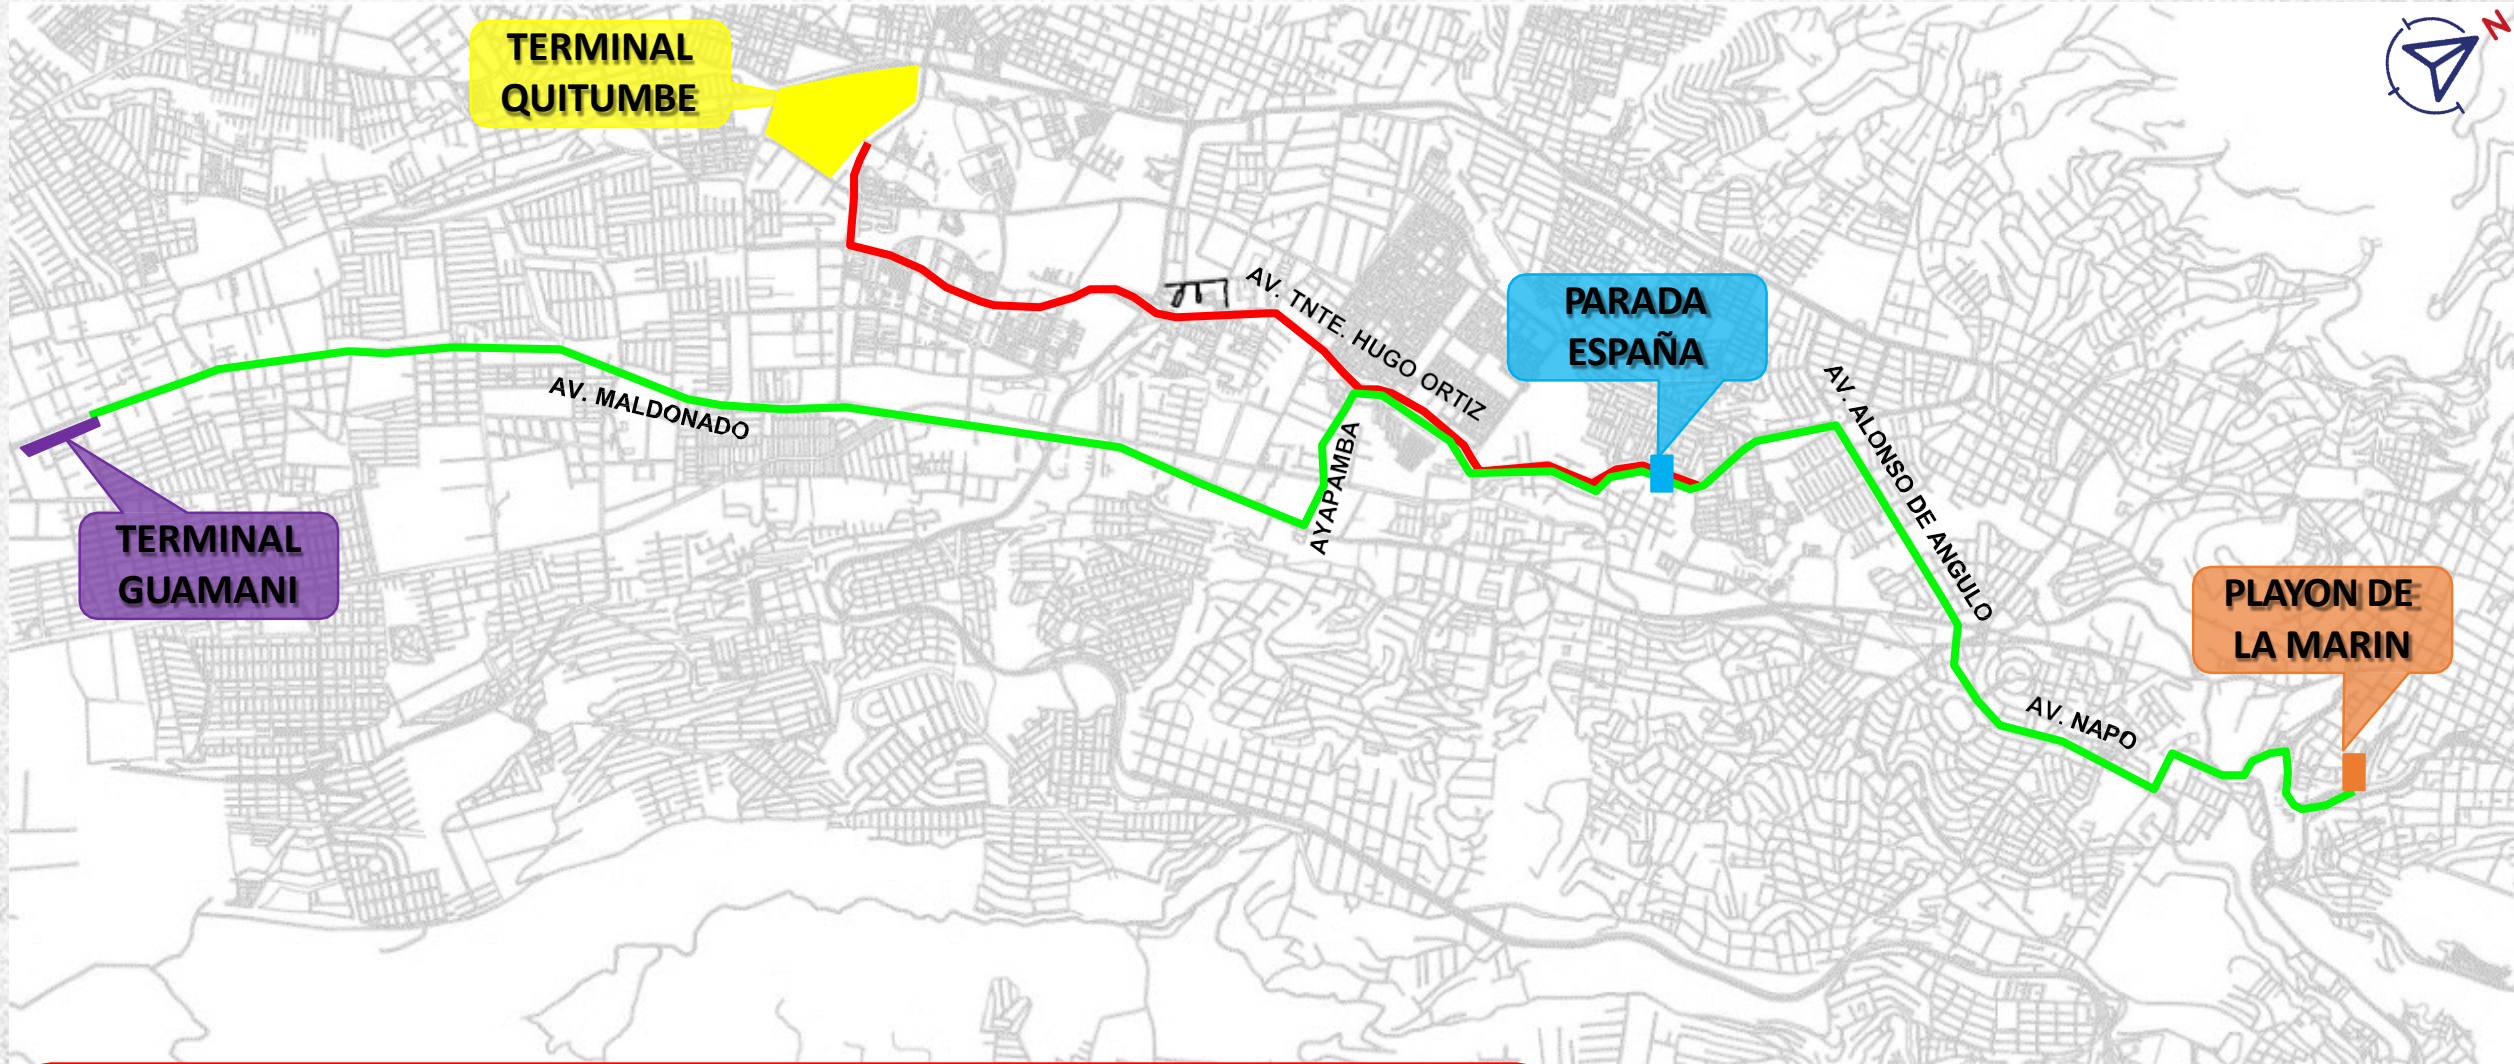 TERMINAL
QUITUMBE
N
AV. TNTE. HUGO ORTIZ
PARADA
ESPAÑA
AV. ALONSO DE ANGULO
AV. MALDONADO
AYAPAMBA
TERMINAL
GUAMANI
PLAYON DE
LA MARIN
AV. NAPO